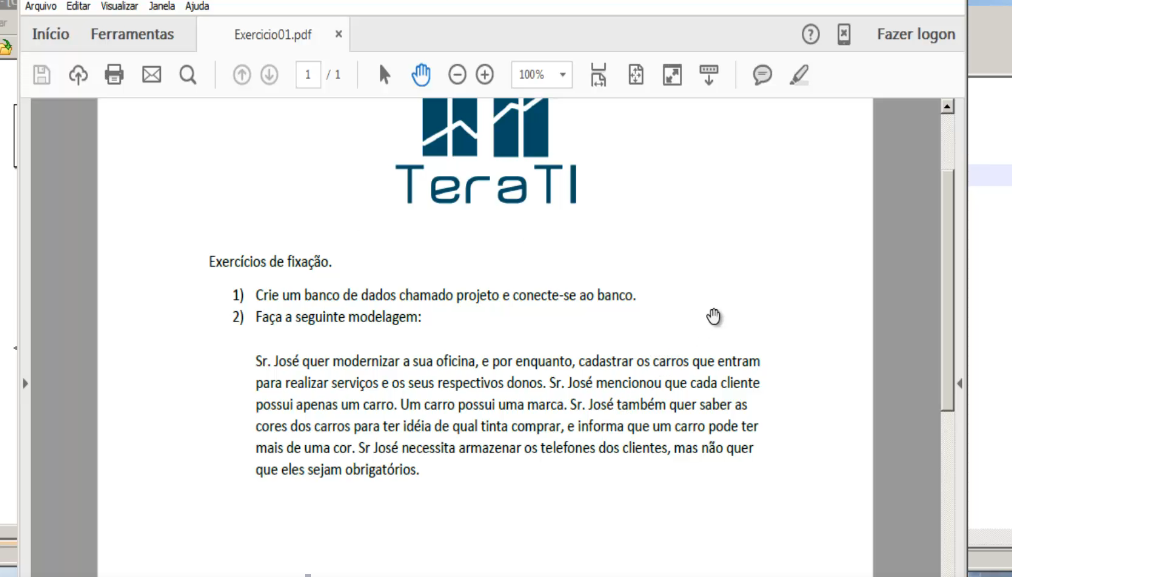 Arquivo Editar Visualizar Janela Ajuda
Início Ferramentas Exercicio01.pdf × ? Fazer logon
1 / 1 100%
TeraTI
Exercícios de fixação.
1) Crie um banco de dados chamado projeto e conecte-se ao banco.
2) Faça a seguinte modelagem:
Sr. José quer modernizar a sua oficina, e por enquanto, cadastrar os carros que entram
para realizar serviços e os seus respectivos donos. Sr. José mencionou que cada cliente
possui apenas um carro. Um carro possui uma marca. Sr. José também quer saber as
cores dos carros para ter idéia de qual tinta comprar, e informa que um carro pode ter
mais de uma cor. Sr José necessita armazenar os telefones dos clientes, mas não quer
que eles sejam obrigatórios.